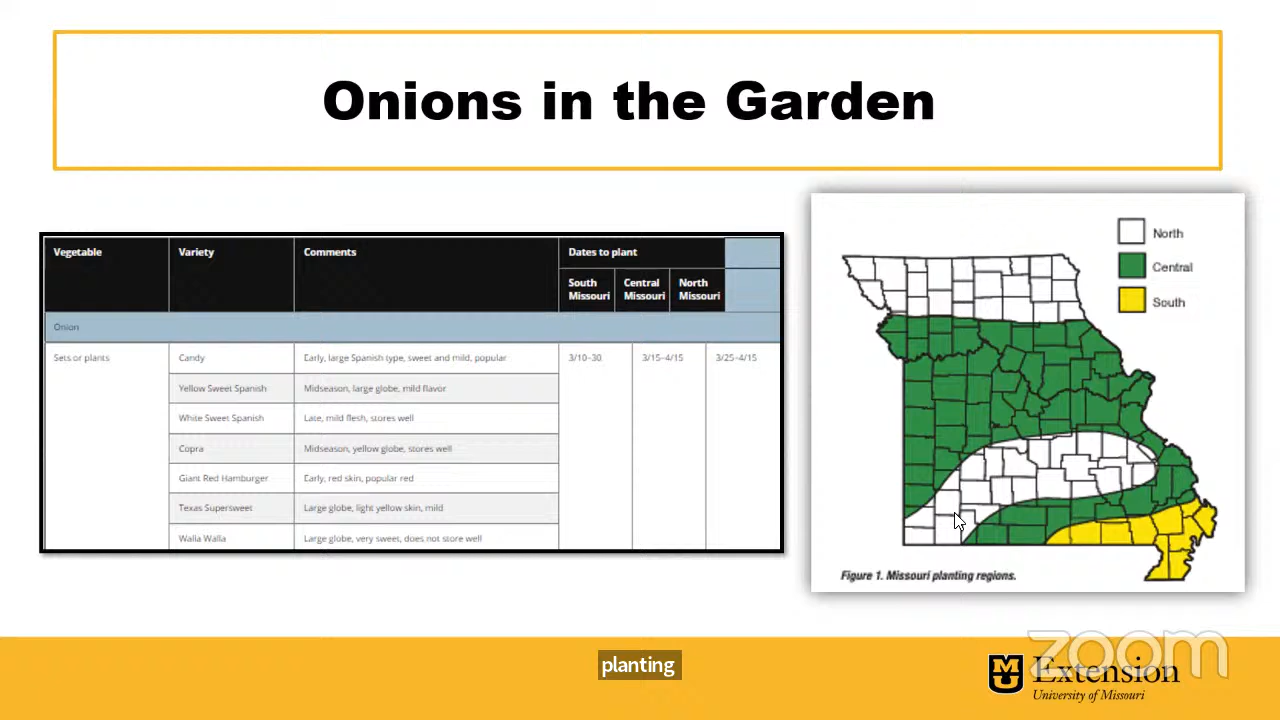 Onions in the Garden
Vegetable Variety Comments Dates to plant
South Missouri Central Missouri North Missouri
Onion
Sets or plants Candy Early, large Spanish type, sweet and mild, popular 3/10–30 3/15–4/15 3/25–4/15
Yellow Sweet Spanish Midseason, large globe, mild flavor
White Sweet Spanish Late, mild flesh, stores well
Copra Midseason, yellow globe, stores well
Giant Red Hamburger Early, red skin, popular red
Texas Supersweet Large globe, light yellow skin, mild
Walla Walla Large globe, very sweet, does not store well
North
Central
South
Figure 1. Missouri planting regions.
planting
zoom
MU Extension
University of Missouri